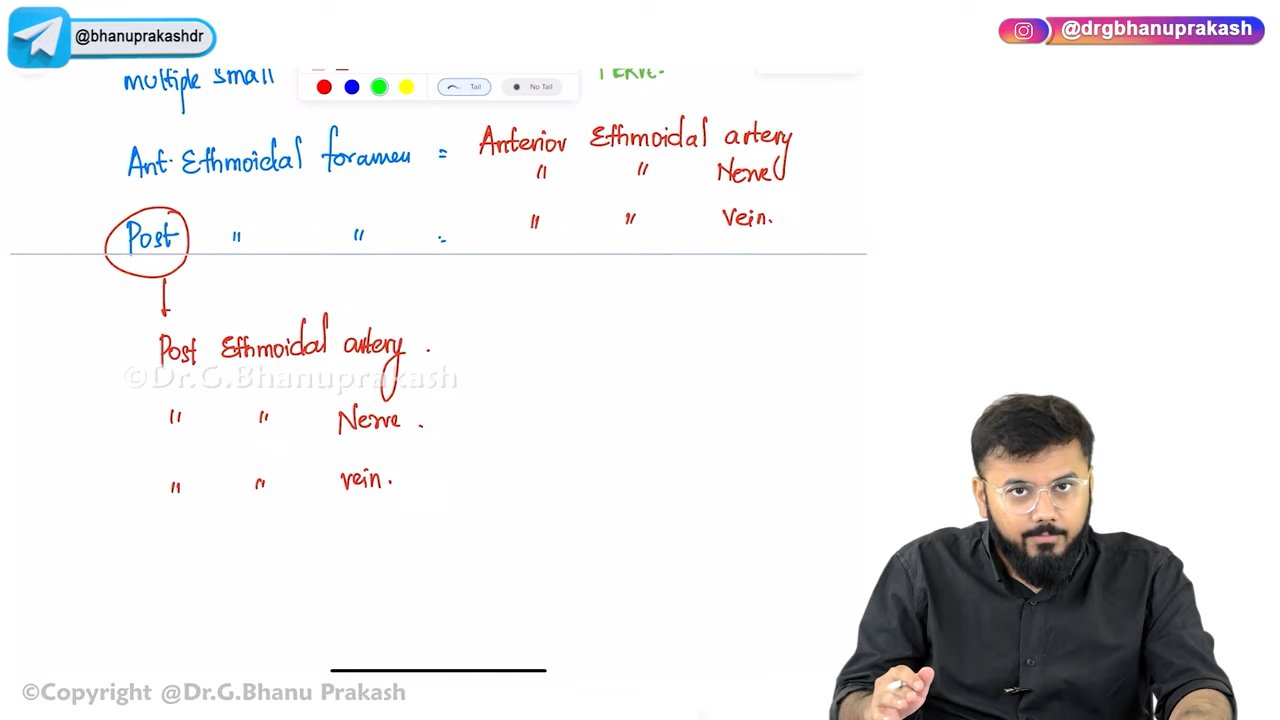 @bhanuprakashdr
@drgbhanuprakash
multiple small
Tail
No Tail
Ant. Ethmoidal foramen = Anterior Ethmoidal artery
" " Nerve
" " Vein.
Post " " :
Post Ethmoidal artery.
©Dr.G.Bhanuprakash
" " Nerve.
" " vein.
©Copyright @Dr.G.Bhanu Prakash